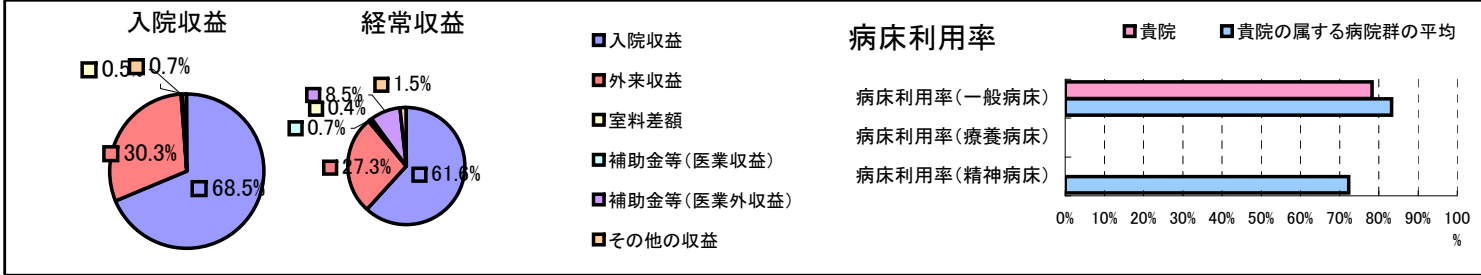 入院収益
0.5%
0.7%
30.3%
68.5%
経常収益
1.5%
8.5%
0.4%
0.7%
27.3%
61.6%
入院収益
外来収益
室料差額
補助金等(医業収益)
補助金等(医業外収益)
その他の収益
病床利用率
貴院
貴院の属する病院群の平均
病床利用率(一般病床)
病床利用率(療養病床)
病床利用率(精神病床)
0% 10% 20% 30% 40% 50% 60% 70% 80% 90% 100
%